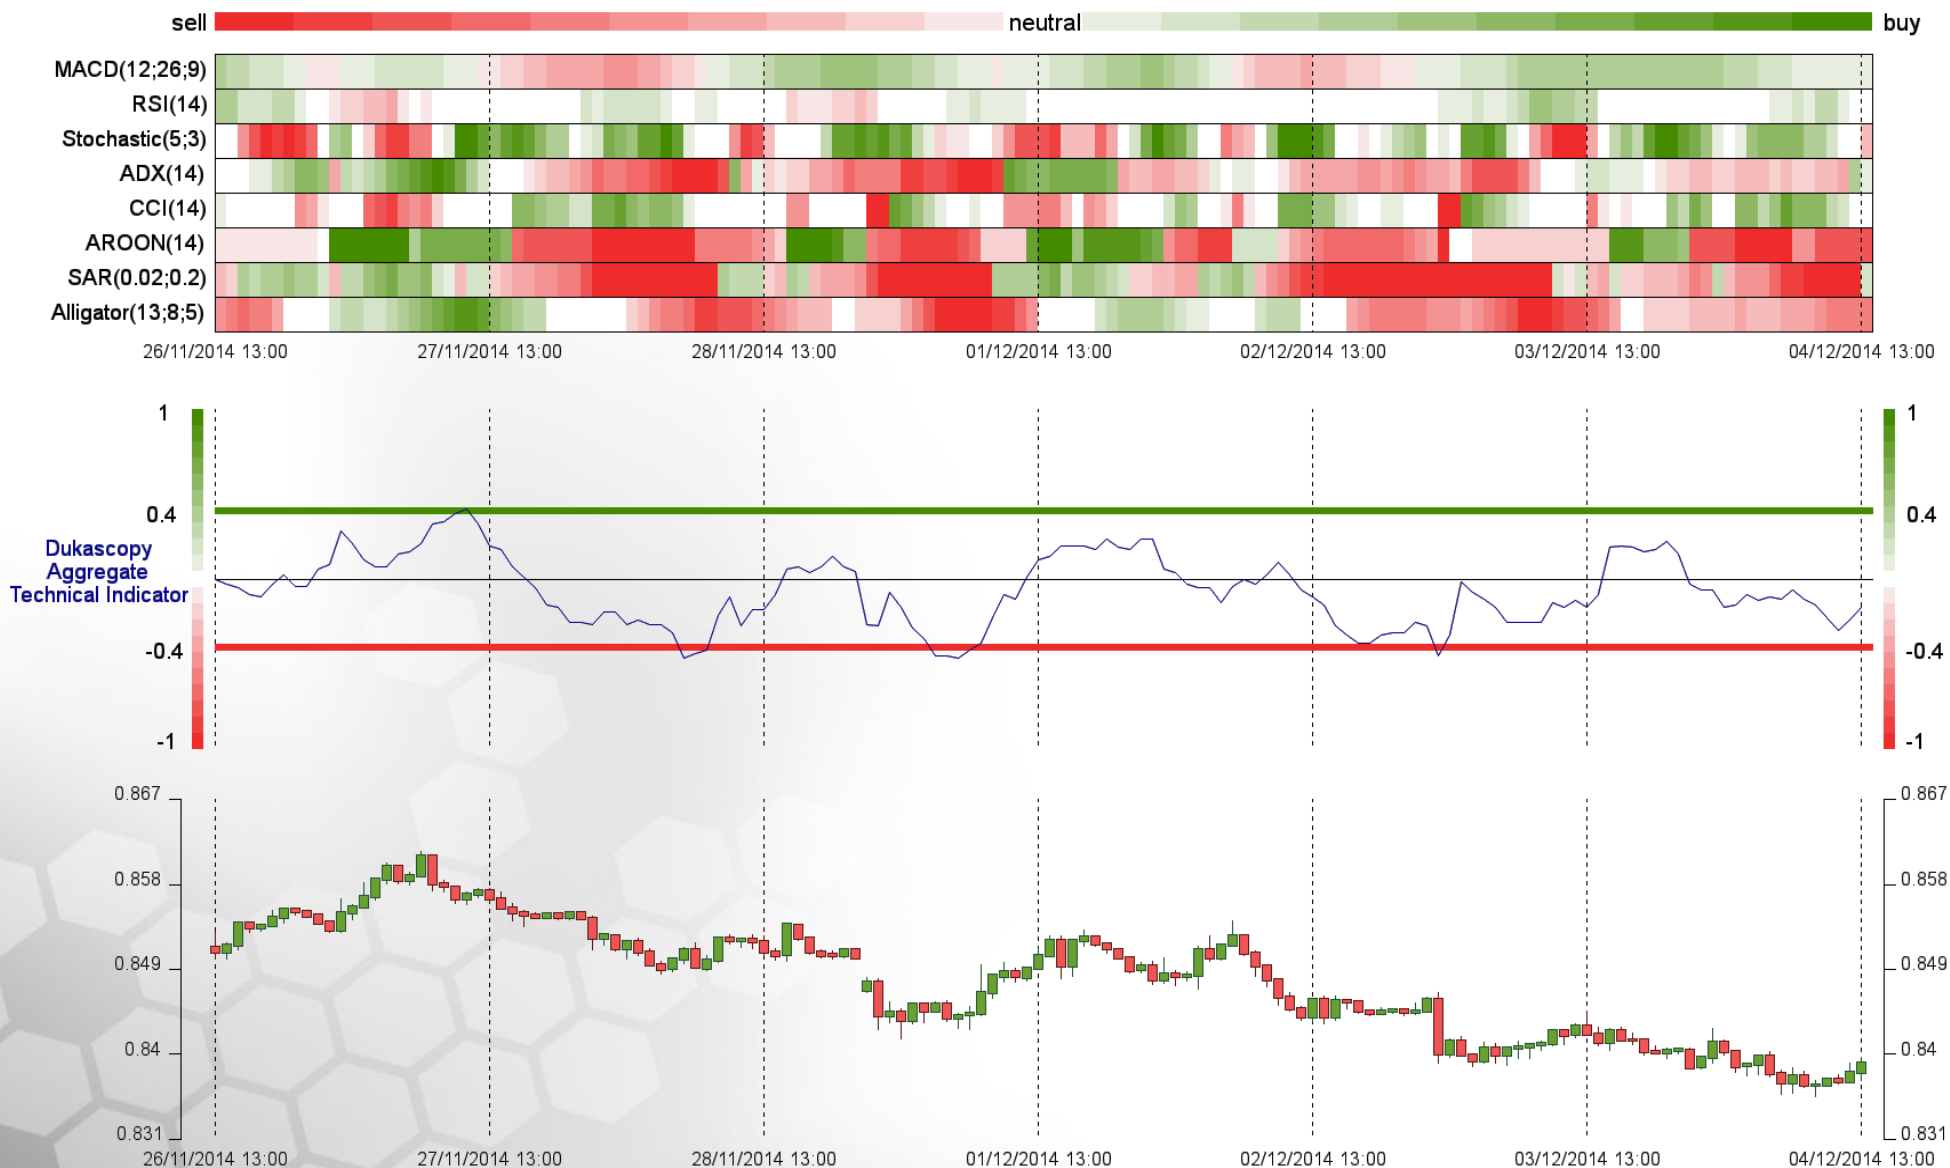 sell neutral buy
MACD(12;26;9)
RSI(14)
Stochastic(5;3)
ADX(14)
CCI(14)
AROON(14)
SAR(0.02;0.2)
Alligator(13;8;5)
26/11/2014 13:00 27/11/2014 13:00 28/11/2014 13:00 01/12/2014 13:00 02/12/2014 13:00 03/12/2014 13:00 04/12/2014 13:00
1 1
0.4 0.4
Dukascopy
Aggregate
Technical Indicator
-0.4 -0.4
-1 -1
0.867 0.867
0.858 0.858
0.849 0.849
0.84 0.84
0.831 0.831
26/11/2014 13:00 27/11/2014 13:00 28/11/2014 13:00 01/12/2014 13:00 02/12/2014 13:00 03/12/2014 13:00 04/12/2014 13:00